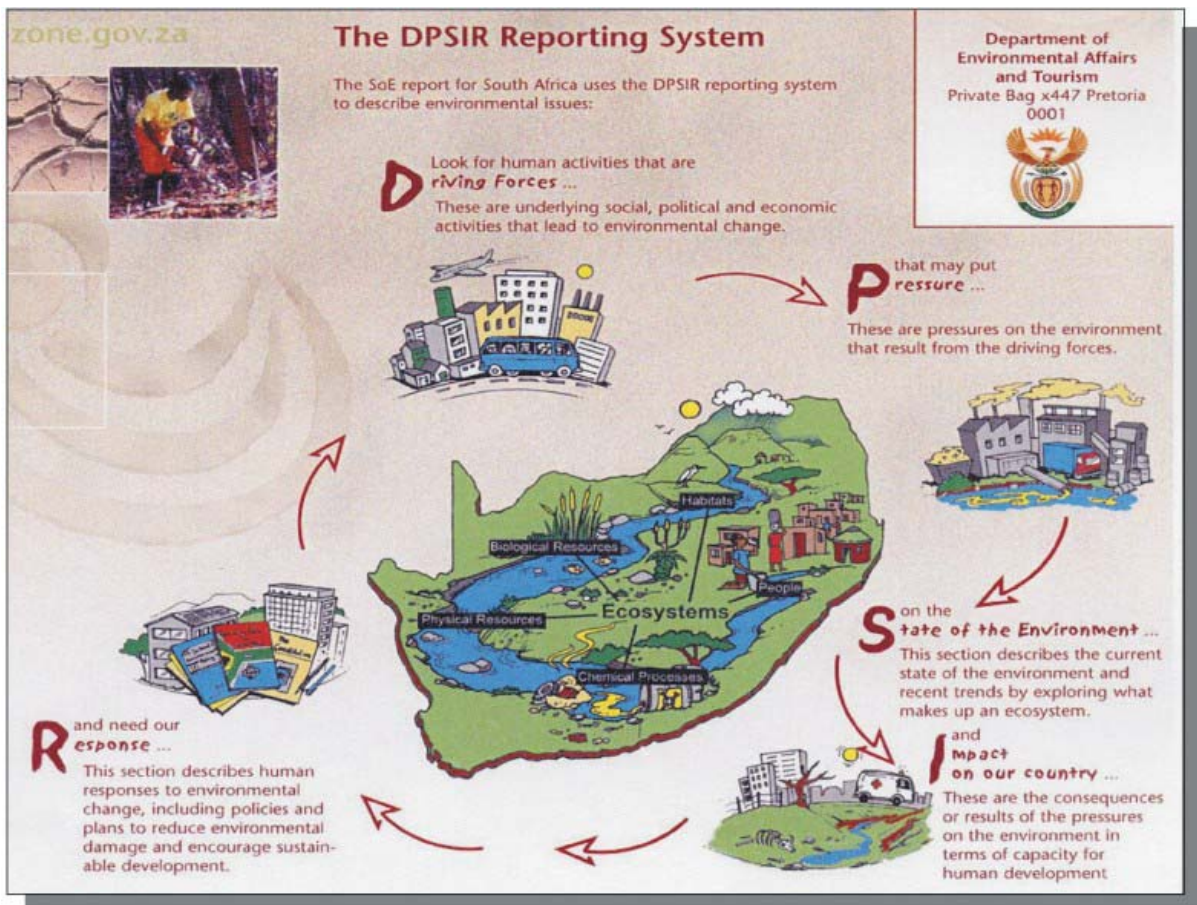 zone.gov.za
The DPSIR Reporting System
The SoE report for South Africa uses the DPSIR reporting system
to describe environmental issues:
Department of
Environmental Affairs
and Tourism
Private Bag x447 Pretoria
0001
Look for human activities that are
Driving Forces ...
These are underlying social, political and economic
activities that lead to environmental change.
that may put
Pressure ...
These are pressures on the environment
that result from the driving forces.
on the
State of the Environment ...
This section describes the current
state of the environment and
recent trends by exploring what
makes up an ecosystem.
and
Impact
on our country ...
These are the consequences
or results of the pressures
on the environment in
terms of capacity for
human development
and need our
Response ...
This section describes human
responses to environmental
change, including policies and
plans to reduce environmental
damage and encourage sustain-
able development.
Habitats
Biological Resources
People
Ecosystems
Physical Resources
Chemical Processes